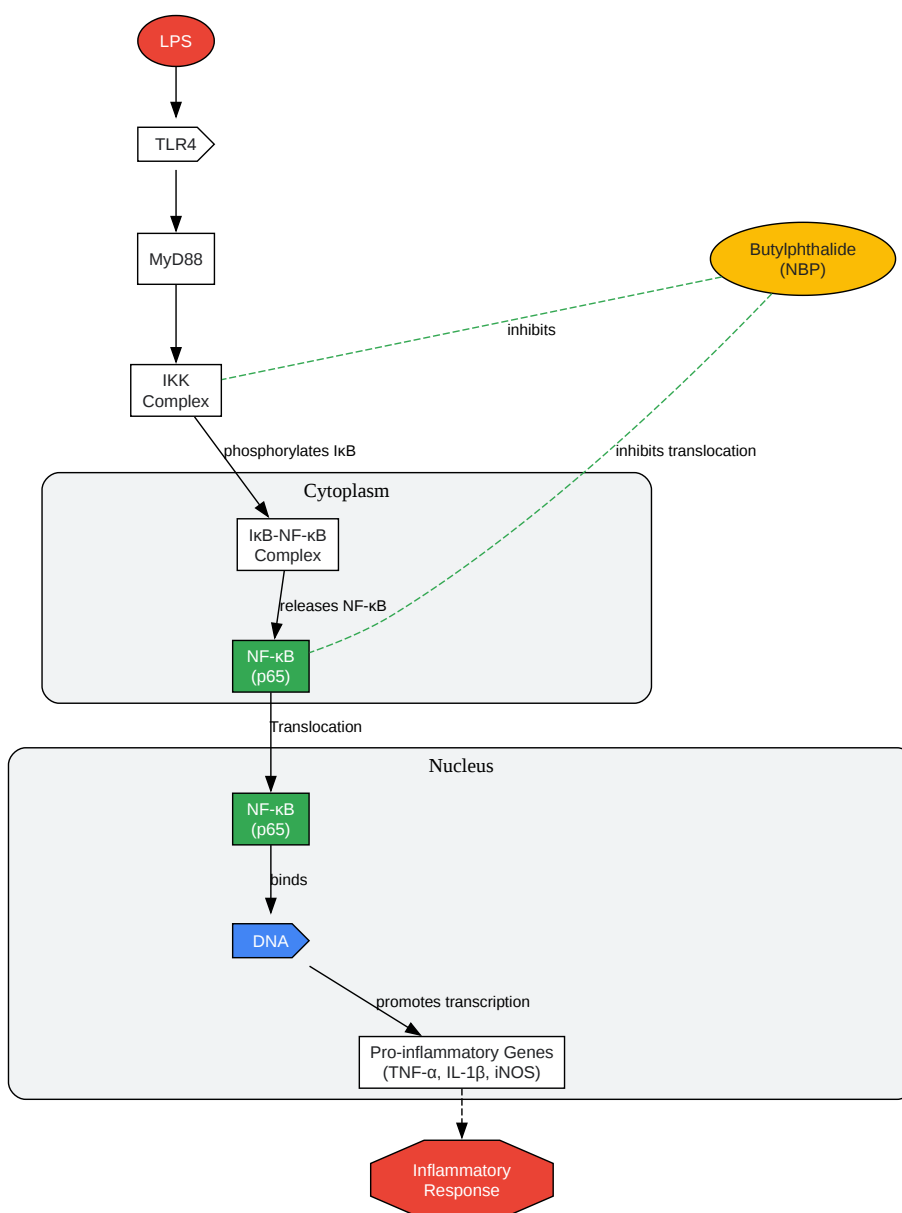 LPS
TLR4
MyD88
Butylphthalide
(NBP)
inhibits
IKK
Complex
phosphorylates IκB
inhibits translocation
Cytoplasm
IκB-NF-κB
Complex
releases NF-κB
NF-κB
(p65)
Translocation
Nucleus
NF-κB
(p65)
binds
DNA
promotes transcription
Pro-inflammatory Genes
(TNF-α, IL-1β, iNOS)
Inflammatory
Response